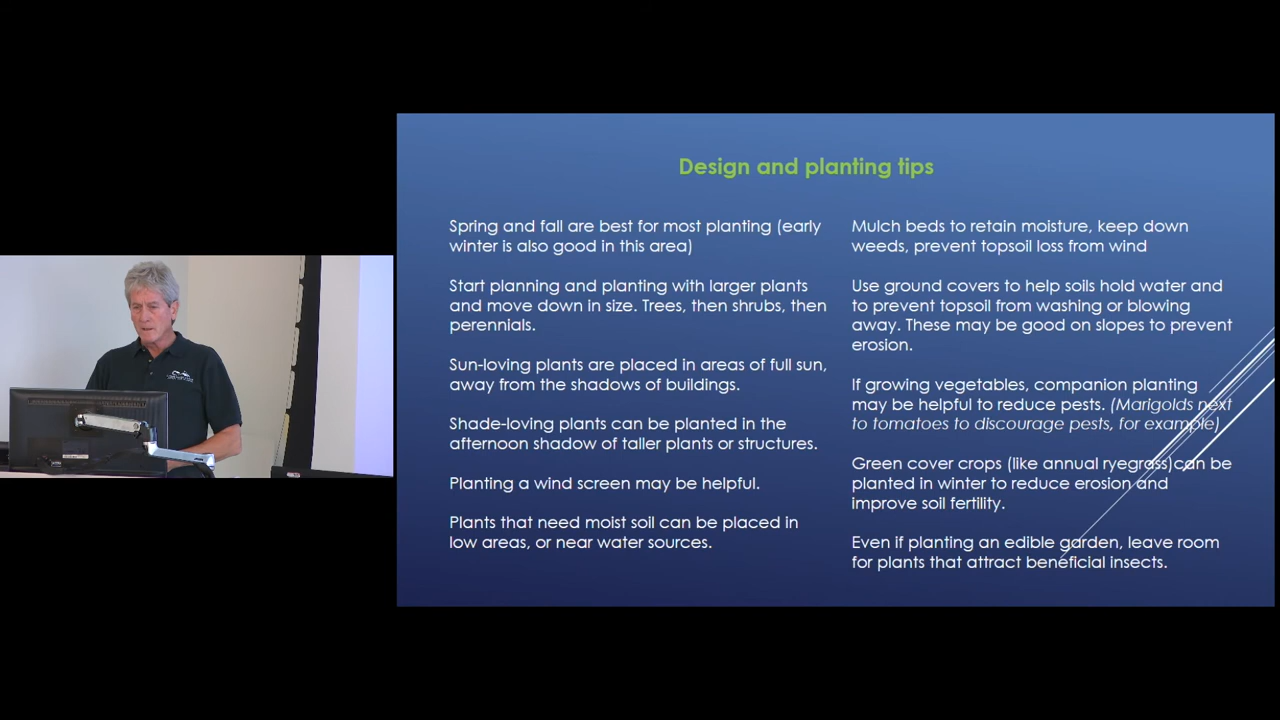 Design and planting tips
Spring and fall are best for most planting (early
winter is also good in this area)
Start planning and planting with larger plants
and move down in size. Trees, then shrubs, then
perennials.
Sun-loving plants are placed in areas of full sun,
away from the shadows of buildings.
Shade-loving plants can be planted in the
afternoon shadow of taller plants or structures.
Planting a wind screen may be helpful.
Plants that need moist soil can be placed in
low areas, or near water sources.
Mulch beds to retain moisture, keep down
weeds, prevent topsoil loss from wind
Use ground covers to help soils hold water and
to prevent topsoil from washing or blowing
away. These may be good on slopes to prevent
erosion.
If growing vegetables, companion planting
may be helpful to reduce pests. (Marigolds next
to tomatoes to discourage pests, for example)
Green cover crops (like annual ryegrass)can be
planted in winter to reduce erosion and
improve soil fertility.
Even if planting an edible garden, leave room
for plants that attract beneficial insects.